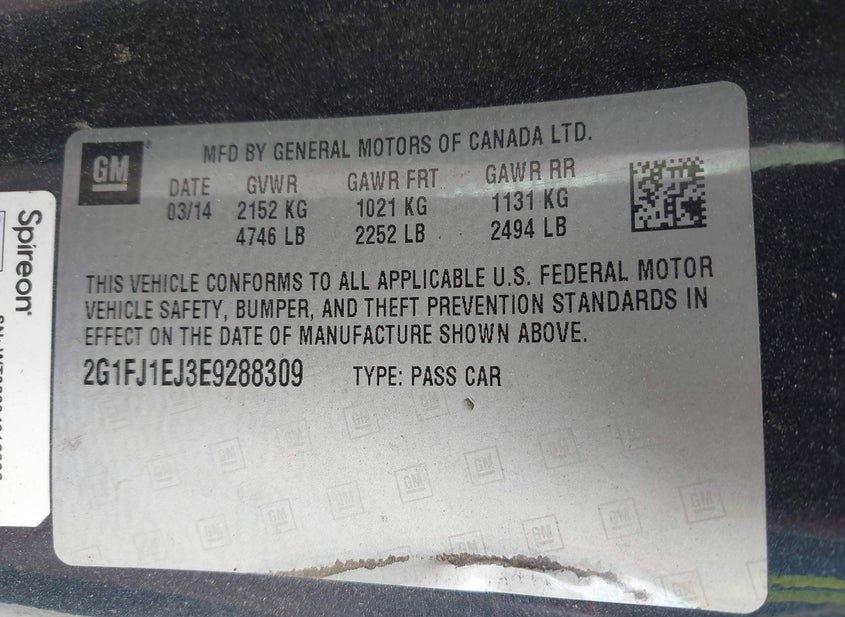 GM
MFD BY GENERAL MOTORS OF CANADA LTD.
DATE GVWR GAWR FRT GAWR RR
03/14 2152 KG 1021 KG 1131 KG
4746 LB 2252 LB 2494 LB
THIS VEHICLE CONFORMS TO ALL APPLICABLE U.S. FEDERAL MOTOR
VEHICLE SAFETY, BUMPER, AND THEFT PREVENTION STANDARDS IN
EFFECT ON THE DATE OF MANUFACTURE SHOWN ABOVE.
2G1FJ1EJ3E9288309 TYPE: PASS CAR
Spireon